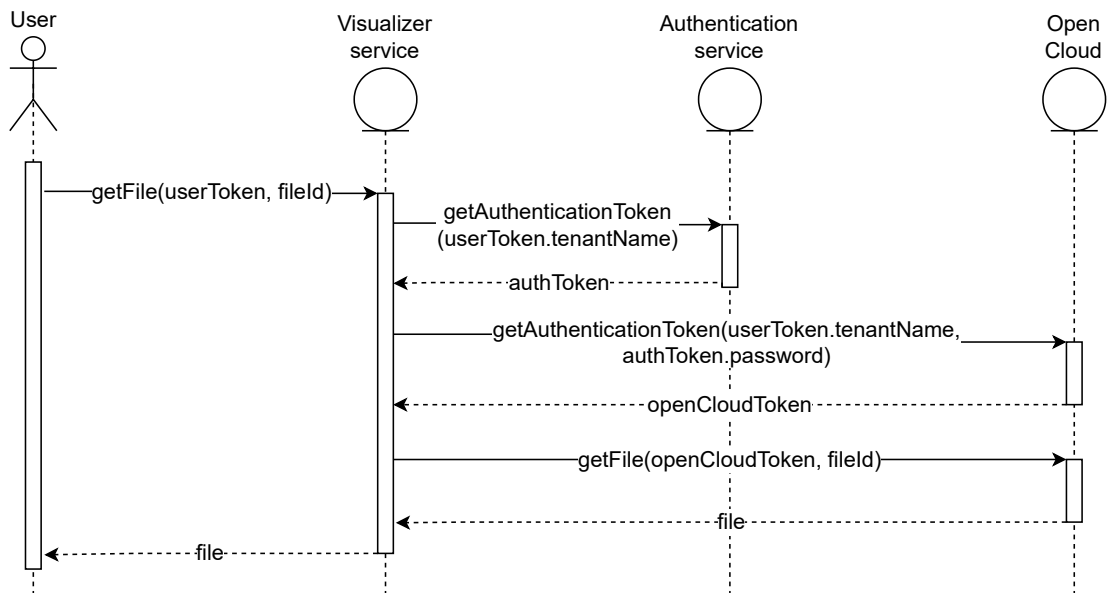 User
Visualizer
service
Authentication
service
Open
Cloud
getFile(userToken, fileId)
getAuthenticationToken
(userToken.tenantName)
authToken
getAuthenticationToken(userToken.tenantName,
authToken.password)
openCloudToken
getFile(openCloudToken, fileId)
file
file